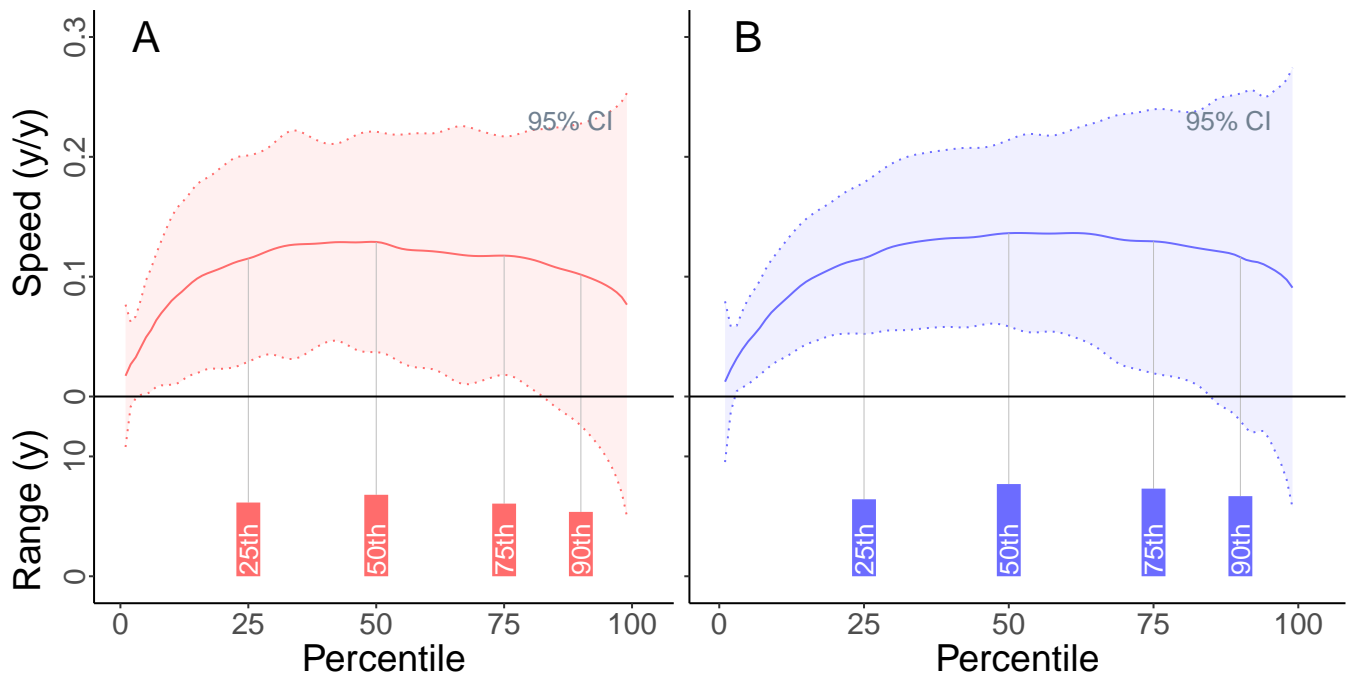 A
B
0.3
0.2
0.1
0
10
0
Speed (y/y)
Range (y)
95% CI
95% CI
25th
50th
75th
90th
25th
50th
75th
90th
0 25 50 75 100
0 25 50 75 100
Percentile
Percentile